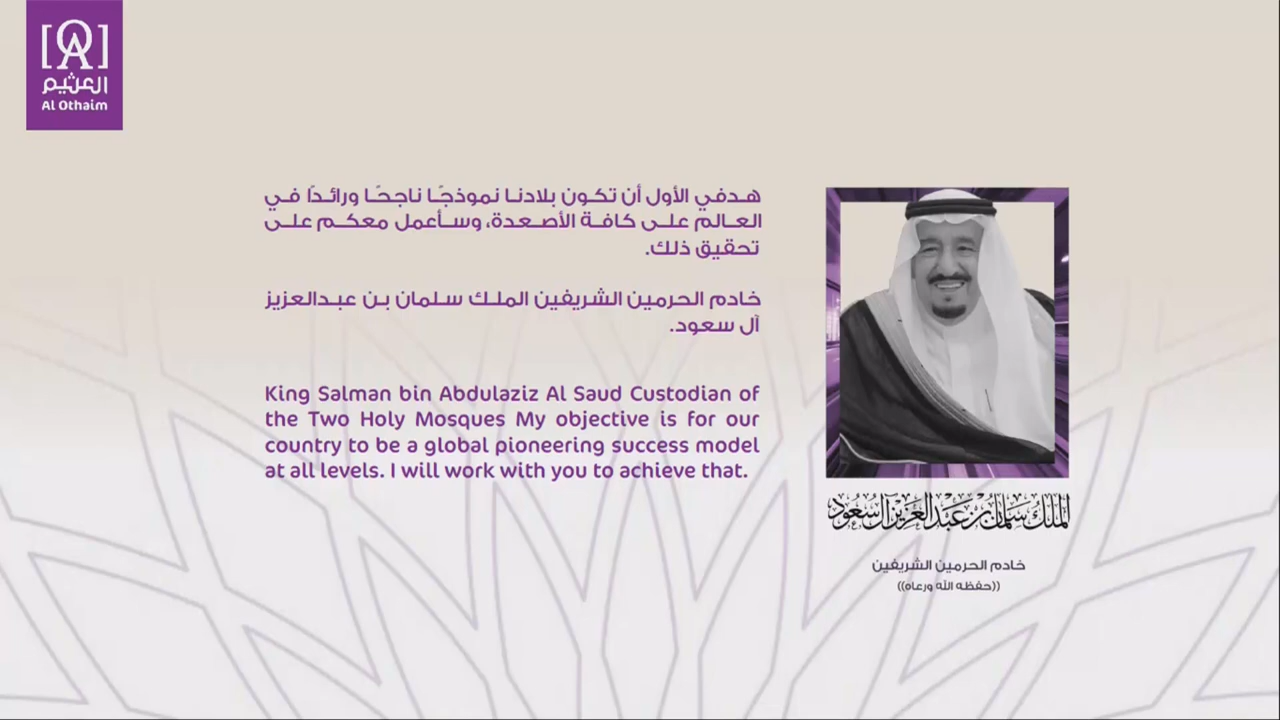 العثيم
Al Othaim
هدفي الأول أن تكون بلادنا نموذجًا ناجحًا ورائدًا في
العالم على كافة الأصعدة، وسأعمل معكم على
تحقيق ذلك.
خادم الحرمين الشريفين الملك سلمان بن عبدالعزيز
آل سعود.
King Salman bin Abdulaziz Al Saud Custodian of
the Two Holy Mosques My objective is for our
country to be a global pioneering success model
at all levels. I will work with you to achieve that.
الملك سلمان بن عبد العزيز آل سعود
خادم الحرمين الشريفين
((حفظه الله ورعاه))